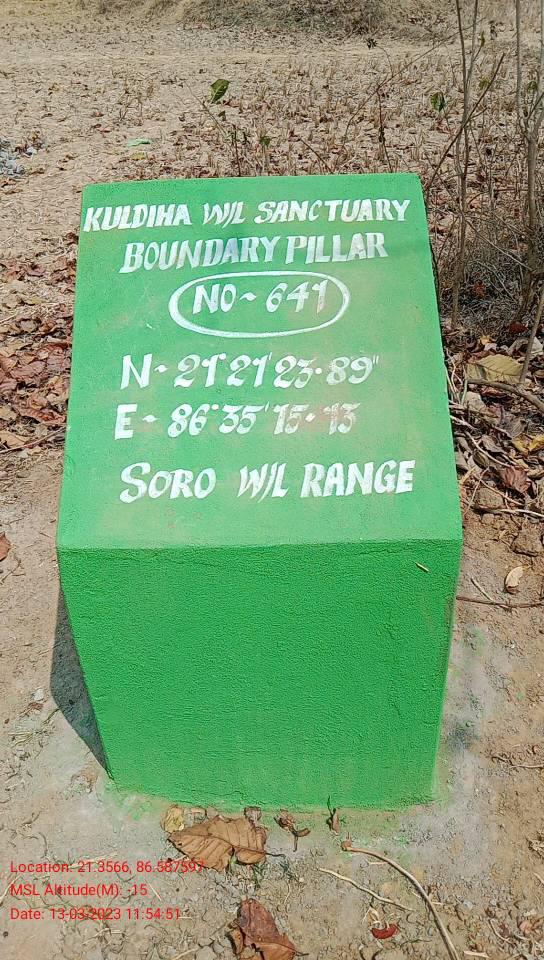 KULDIHA W/L SANCTUARY
BOUNDARY PILLAR
NO~ 641
N- 21°21'23.89"
E- 86°35'15.13
SORO W/L RANGE
Location: 21.3566, 86.587597
MSL Altitude(M): -15
Date: 13-03-2023 11:54:51